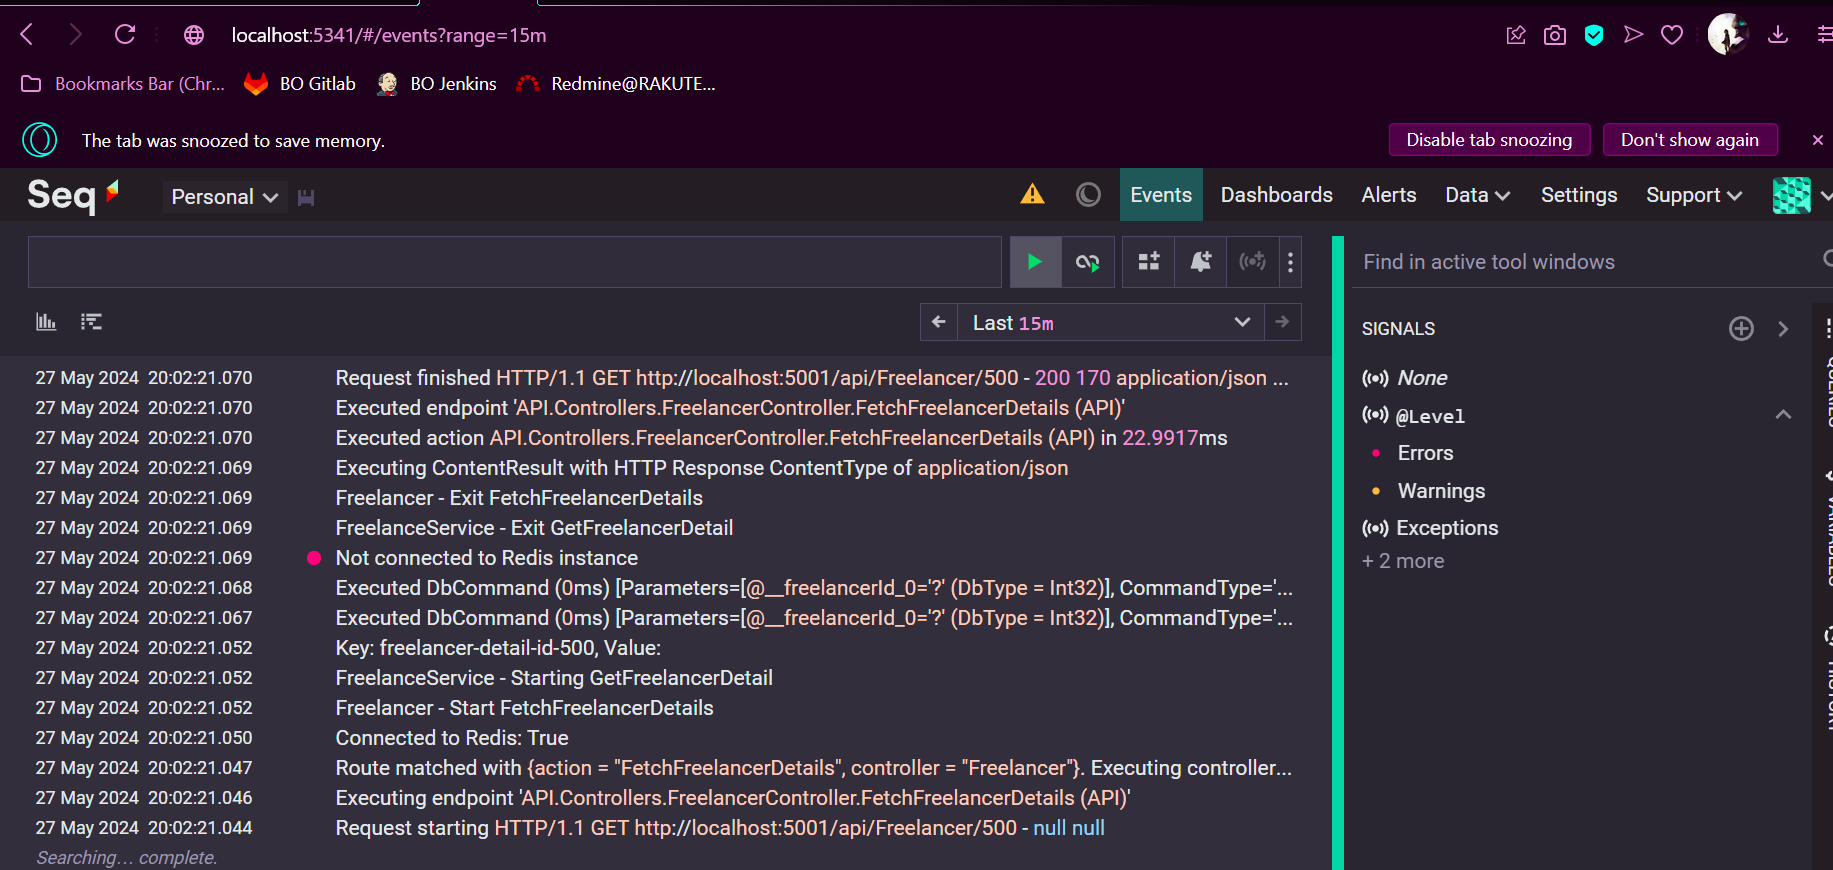 localhost:5341/#/events?range=15m
Bookmarks Bar (Chr... BO Gitlab BO Jenkins Redmine@RAKUTE...
The tab was snoozed to save memory. Disable tab snoozing Don't show again
Seq Personal Events Dashboards Alerts Data Settings Support
Find in active tool windows
Last 15m
SIGNALS
None
@Level
Errors
Warnings
Exceptions
+ 2 more
27 May 2024 20:02:21.070 Request finished HTTP/1.1 GET http://localhost:5001/api/Freelancer/500 - 200 170 application/json ...
27 May 2024 20:02:21.070 Executed endpoint 'API.Controllers.FreelancerController.FetchFreelancerDetails (API)'
27 May 2024 20:02:21.070 Executed action API.Controllers.FreelancerController.FetchFreelancerDetails (API) in 22.9917ms
27 May 2024 20:02:21.069 Executing ContentResult with HTTP Response ContentType of application/json
27 May 2024 20:02:21.069 Freelancer - Exit FetchFreelancerDetails
27 May 2024 20:02:21.069 FreelanceService - Exit GetFreelancerDetail
27 May 2024 20:02:21.069 Not connected to Redis instance
27 May 2024 20:02:21.068 Executed DbCommand (0ms) [Parameters=[@__freelancerId_0='?' (DbType = Int32)], CommandType='...
27 May 2024 20:02:21.067 Executed DbCommand (0ms) [Parameters=[@__freelancerId_0='?' (DbType = Int32)], CommandType='...
27 May 2024 20:02:21.052 Key: freelancer-detail-id-500, Value:
27 May 2024 20:02:21.052 FreelanceService - Starting GetFreelancerDetail
27 May 2024 20:02:21.052 Freelancer - Start FetchFreelancerDetails
27 May 2024 20:02:21.050 Connected to Redis: True
27 May 2024 20:02:21.047 Route matched with {action = "FetchFreelancerDetails", controller = "Freelancer"}. Executing controller...
27 May 2024 20:02:21.046 Executing endpoint 'API.Controllers.FreelancerController.FetchFreelancerDetails (API)'
27 May 2024 20:02:21.044 Request starting HTTP/1.1 GET http://localhost:5001/api/Freelancer/500 - null null
Searching... complete.